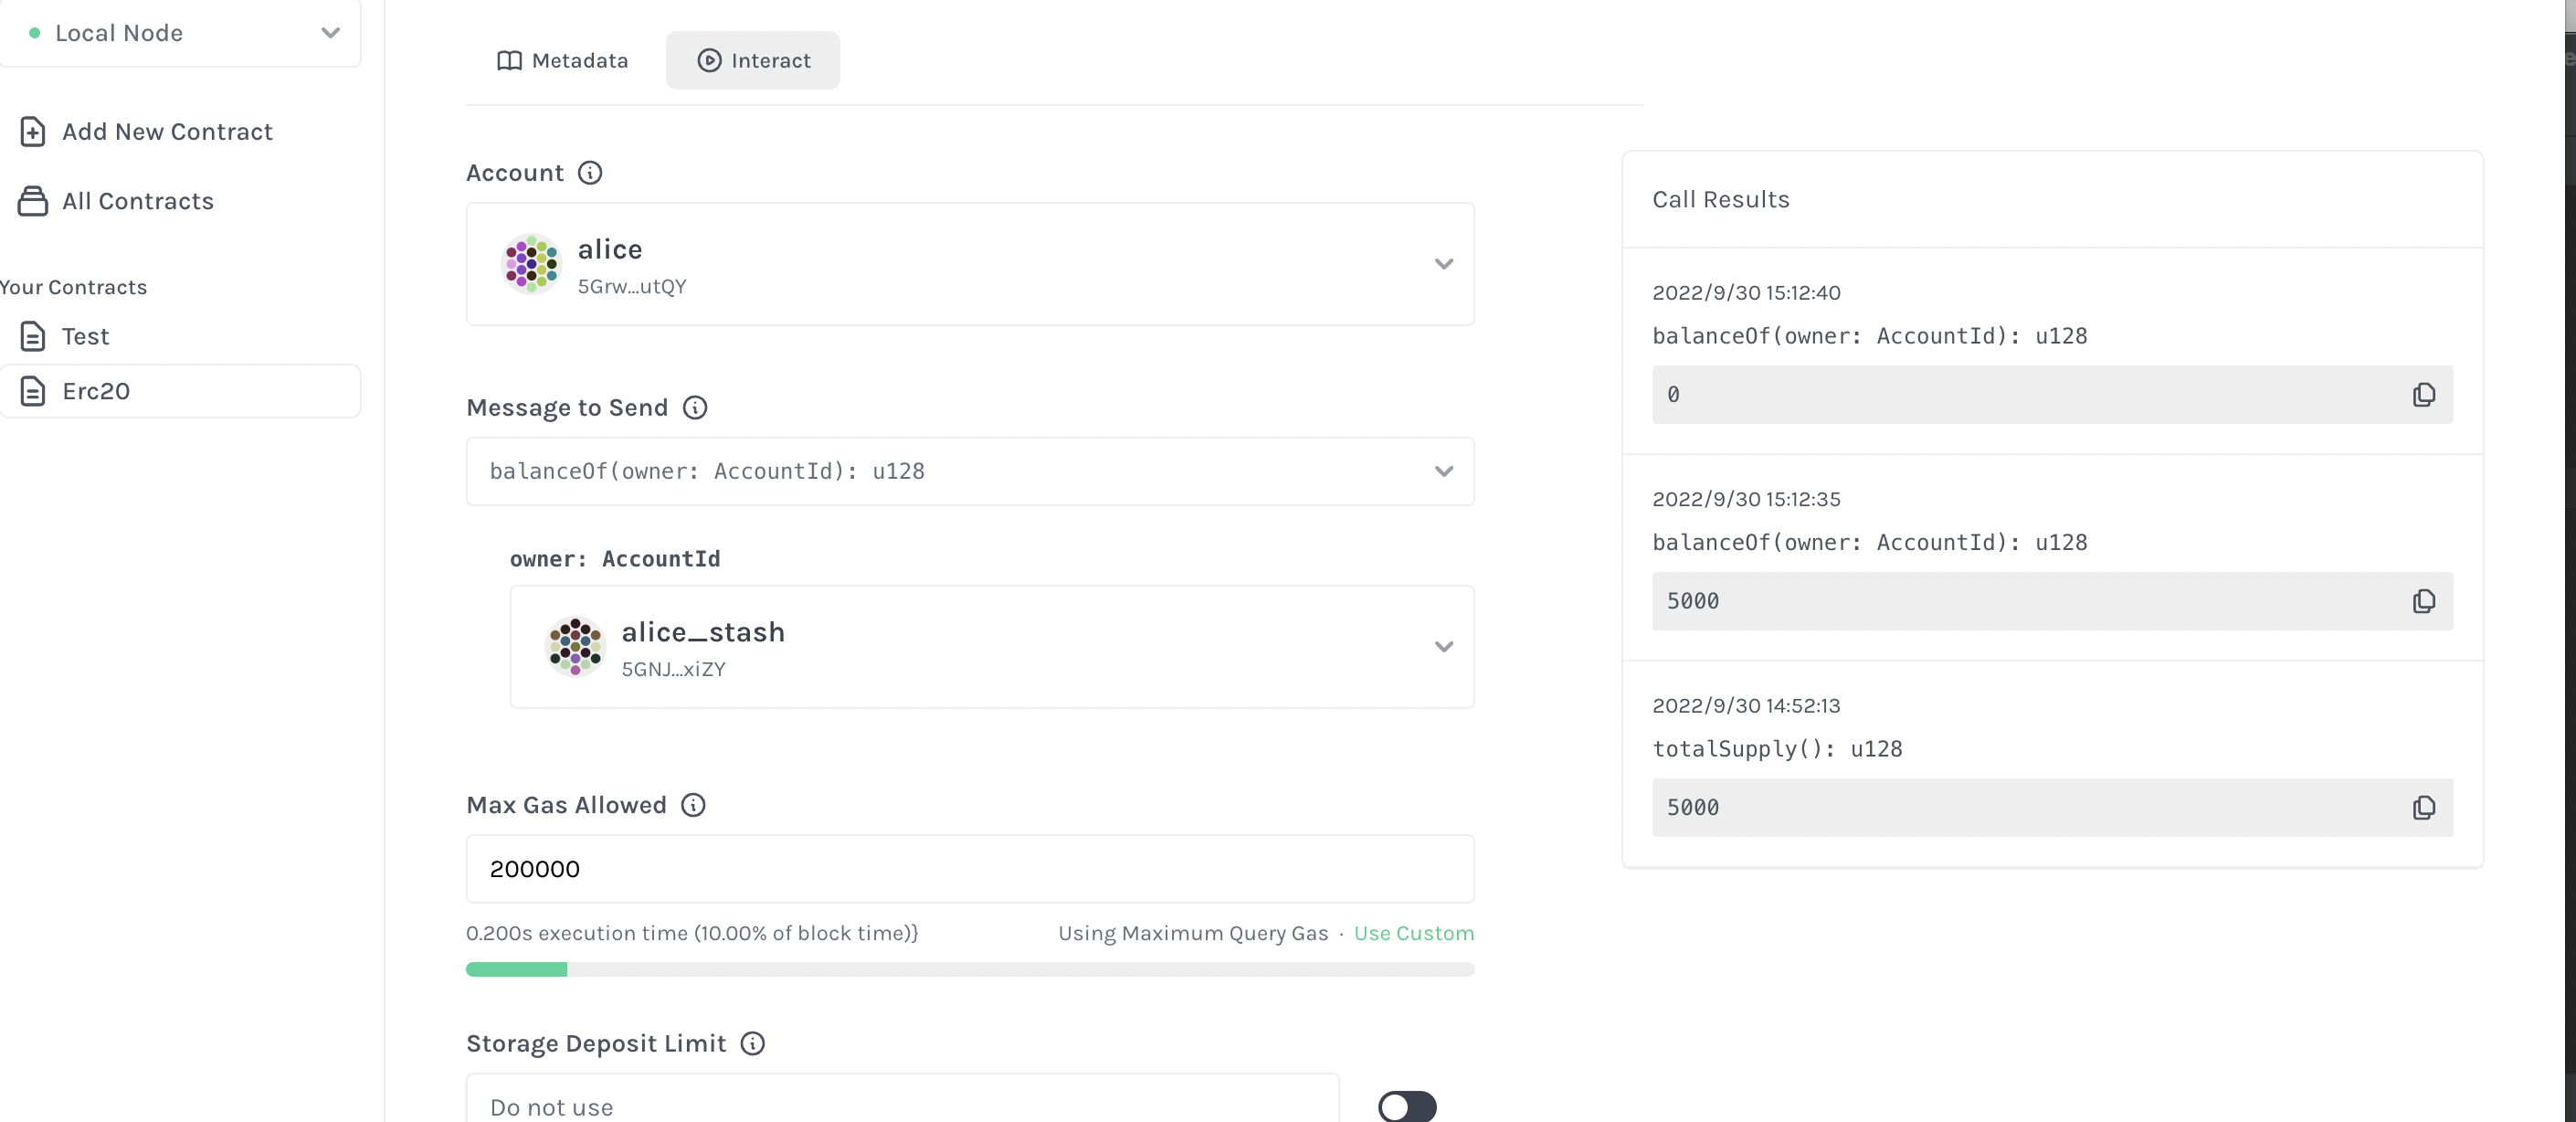 Local Node
Add New Contract
All Contracts
Your Contracts
Test
Erc20
Metadata
Interact
Account
alice
5Grw...utQY
Message to Send
balanceOf(owner: AccountId): u128
owner: AccountId
alice_stash
5GNJ...xiZY
Max Gas Allowed
200000
0.200s execution time (10.00% of block time)}
Using Maximum Query Gas · Use Custom
Storage Deposit Limit
Do not use
Call Results
2022/9/30 15:12:40
balanceOf(owner: AccountId): u128
0
2022/9/30 15:12:35
balanceOf(owner: AccountId): u128
5000
2022/9/30 14:52:13
totalSupply(): u128
5000